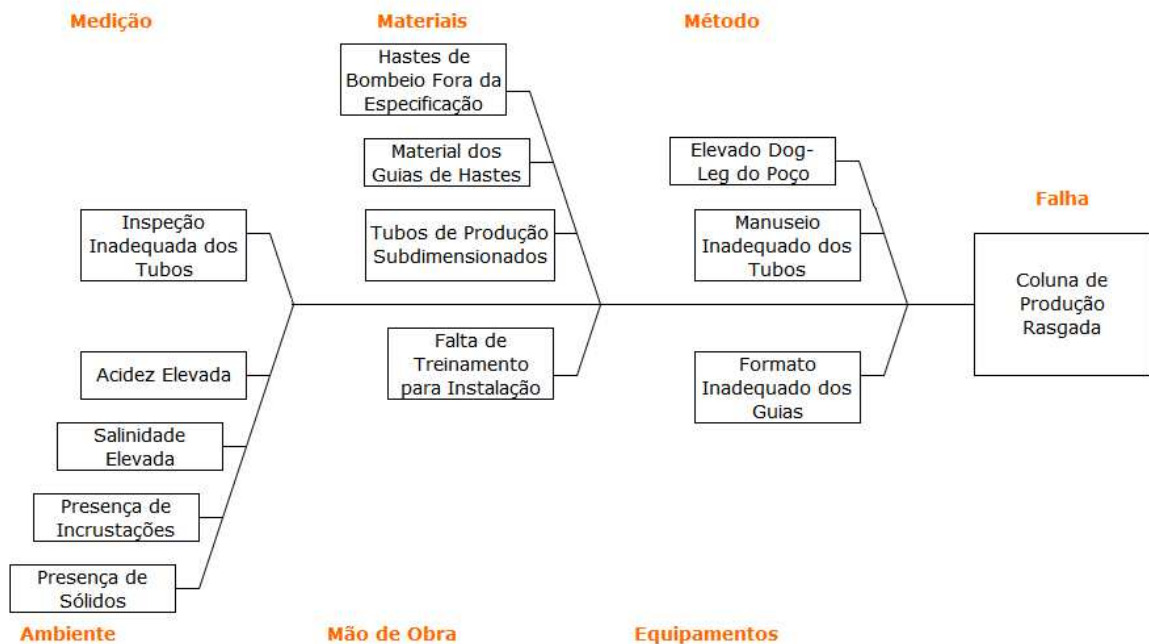 Medição
Materiais
Método
Hastes de
Bombeio Fora da
Especificação
Material dos
Guias de Hastes
Elevado Dog-
Leg do Poço
Falha
Inspeção
Inadequada dos
Tubos
Tubos de Produção
Subdimensionados
Manuseio
Inadequado dos
Tubos
Coluna de
Produção
Rasgada
Acidez Elevada
Falta de
Treinamento
para Instalação
Formato
Inadequado dos
Guias
Salinidade
Elevada
Presença de
Incrustações
Presença de
Sólidos
Ambiente
Mão de Obra
Equipamentos